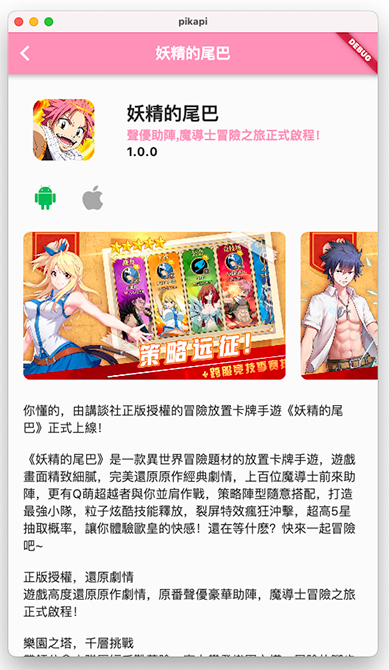 pikapi
妖精的尾巴
DEBUG
妖精的尾巴
聲優助陣,魔導士冒險之旅正式啟程！
1.0.0
策略远征！
你懂的，由講談社正版授權的冒險放置卡牌手遊《妖精的尾
巴》正式上線！
《妖精的尾巴》是一款異世界冒險題材的放置卡牌手遊，遊戲
畫面精致細膩，完美還原原作經典劇情，上百位魔導士前來助
陣，更有Q萌超越者與你並肩作戰，策略陣型隨意搭配，打造
最強小隊，粒子炫酷技能釋放，裂屏特效瘋狂沖擊，超高5星
抽取概率，讓你體驗歐皇的快感！還在等什麽？快來一起冒險
吧~
正版授權，還原劇情
遊戲高度還原原作劇情，原番聲優豪華助陣，魔導士冒險之旅
正式啟程！
樂園之塔，千層挑戰